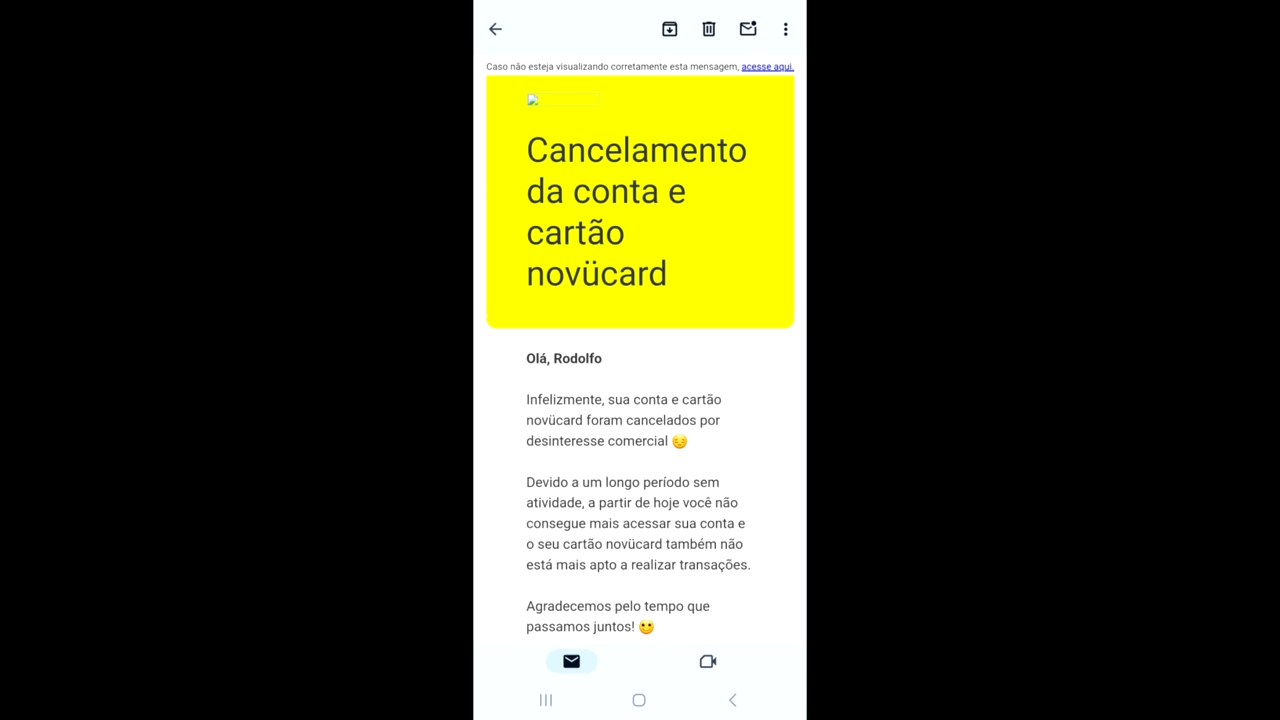 Caso não esteja visualizando corretamente esta mensagem, acesse aqui.
Cancelamento
da conta e
cartão
novücard
Olá, Rodolfo
Infelizmente, sua conta e cartão
novücard foram cancelados por
desinteresse comercial 😔
Devido a um longo período sem
atividade, a partir de hoje você não
consegue mais acessar sua conta e
o seu cartão novücard também não
está mais apto a realizar transações.
Agradecemos pelo tempo que
passamos juntos! 🙂